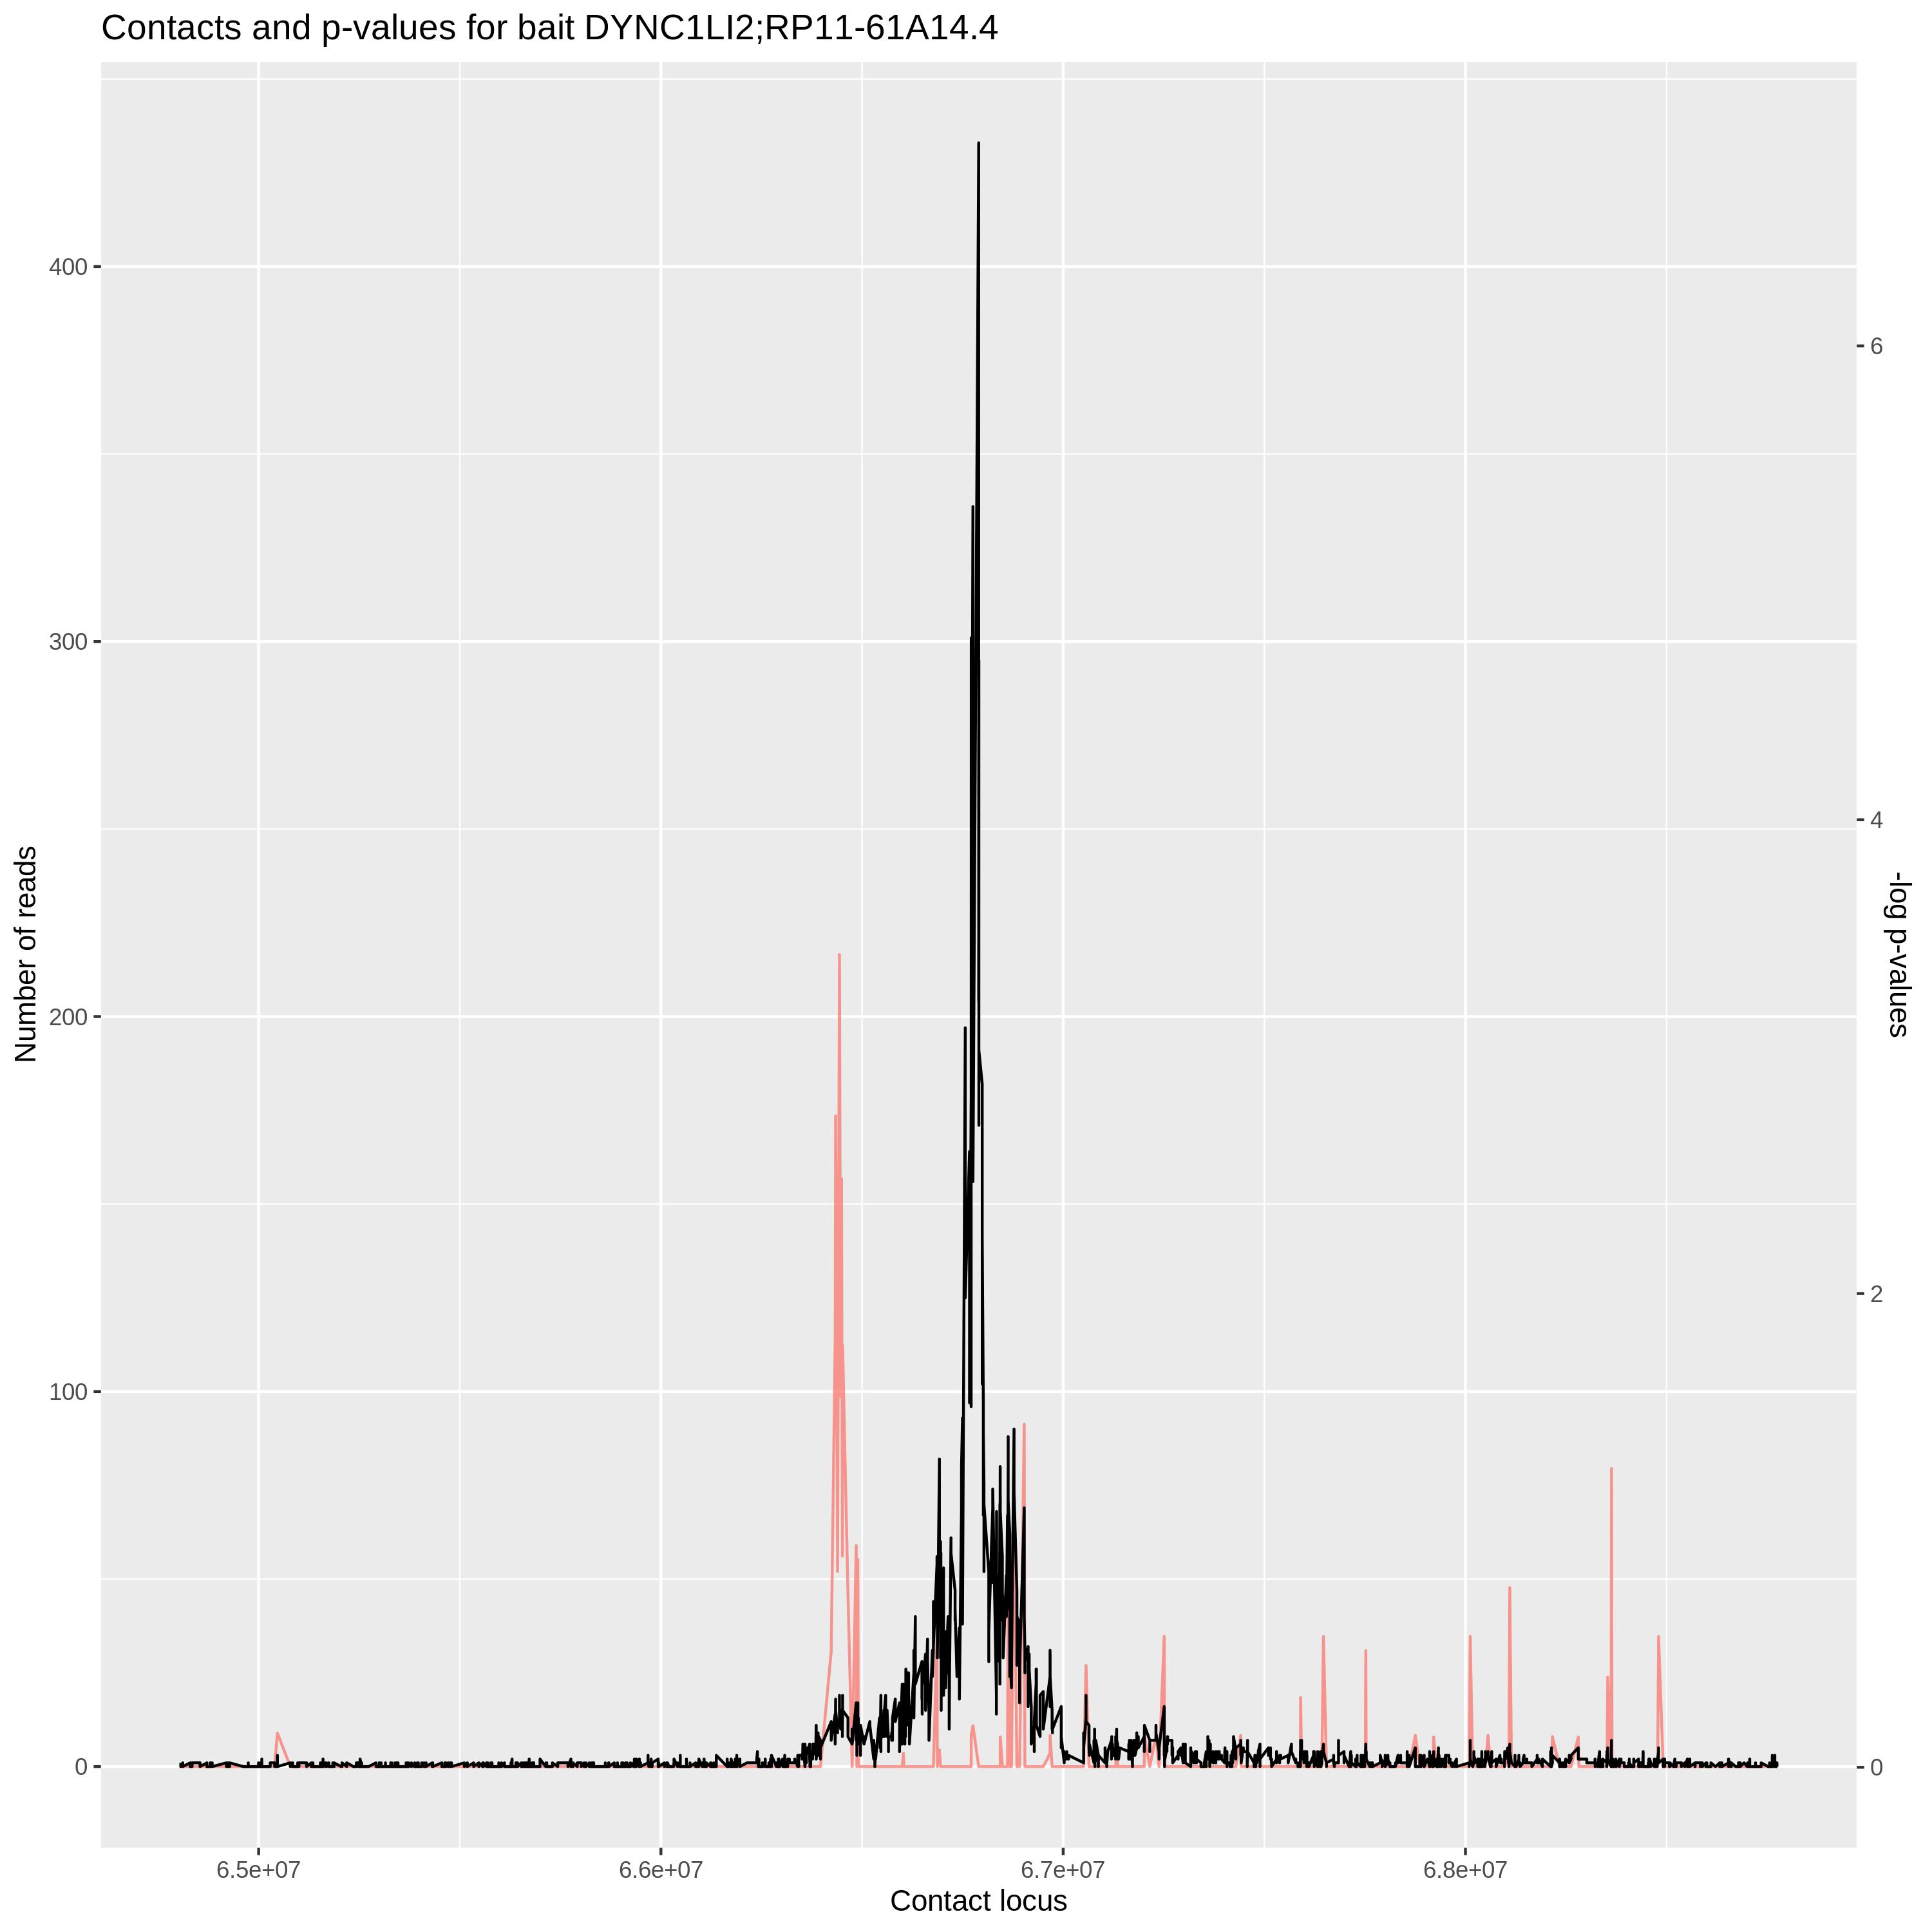 Contacts and p-values for bait DYNC1LI2;RP11-61A14.4
400
300
200
100
0
Number of reads
6
4
2
0
-log p-values
6.5e+07
6.6e+07
6.7e+07
6.8e+07
Contact locus